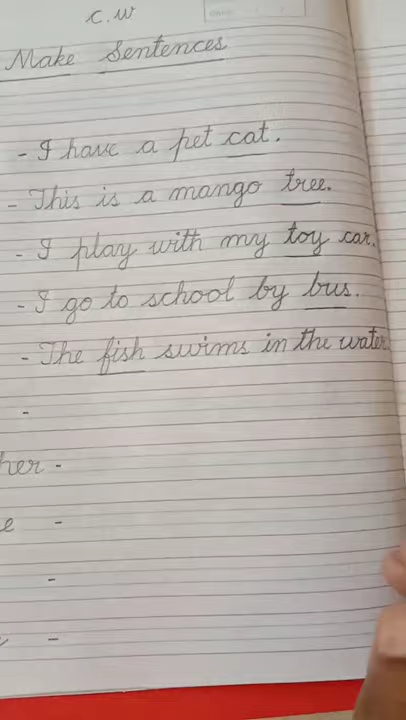 C.W
Make Sentences
- I have a pet cat.
- This is a mango tree.
- I play with my toy car.
- I go to school by bus.
- The fish swims in the water
-
her -
e -
-
-